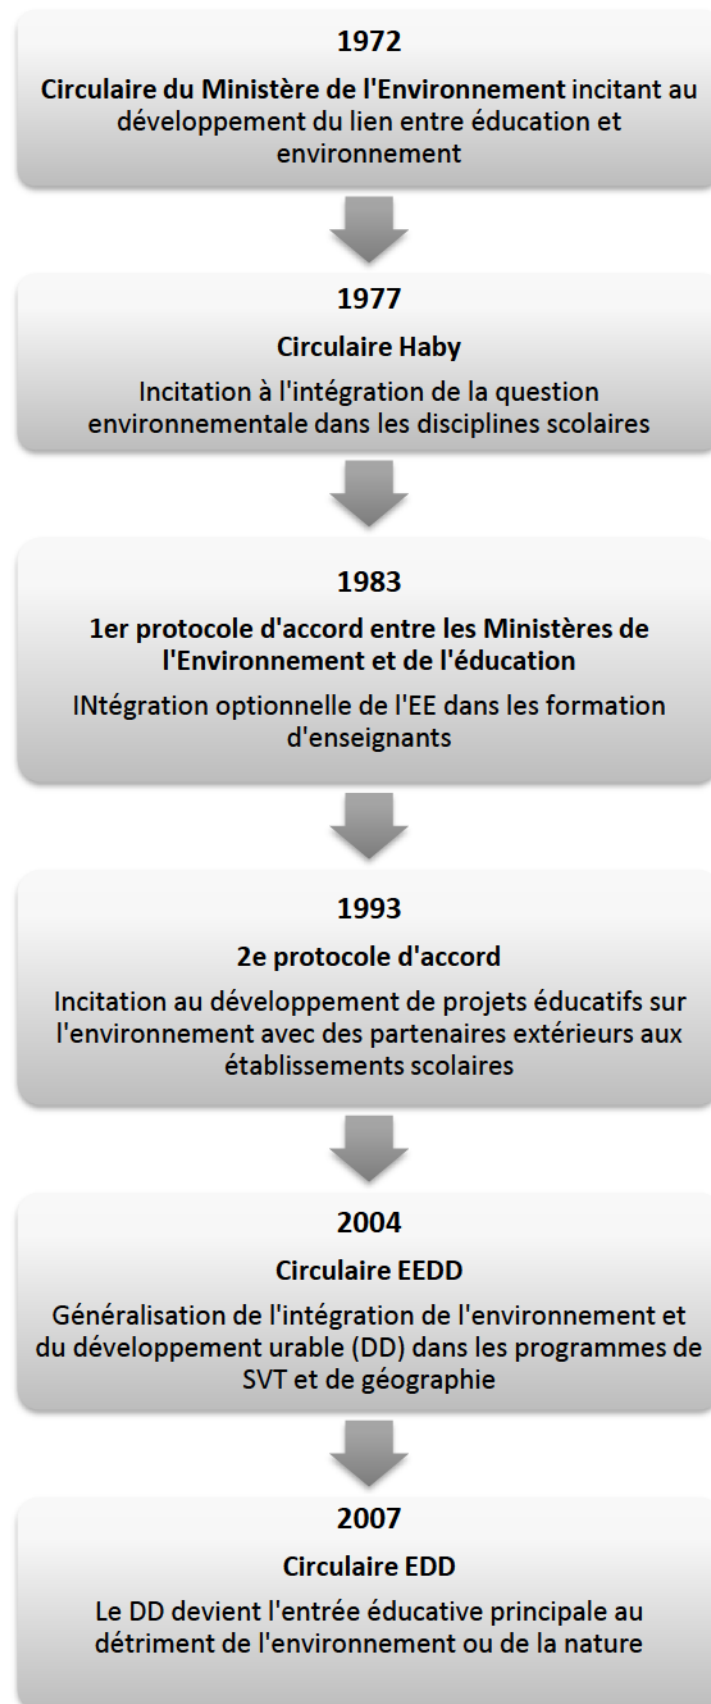 1972
Circulaire du Ministère de l'Environnement incitant au
développement du lien entre éducation et
environnement
1977
Circulaire Haby
Incitation à l'intégration de la question
environnementale dans les disciplines scolaires
1983
1er protocole d'accord entre les Ministères de
l'Environnement et de l'éducation
INtégration optionnelle de l'EE dans les formation
d'enseignants
1993
2e protocole d'accord
Incitation au développement de projets éducatifs sur
l'environnement avec des partenaires extérieurs aux
établissements scolaires
2004
Circulaire EEDD
Généralisation de l'intégration de l'environnement et
du développement urable (DD) dans les programmes de
SVT et de géographie
2007
Circulaire EDD
Le DD devient l'entrée éducative principale au
détriment de l'environnement ou de la nature